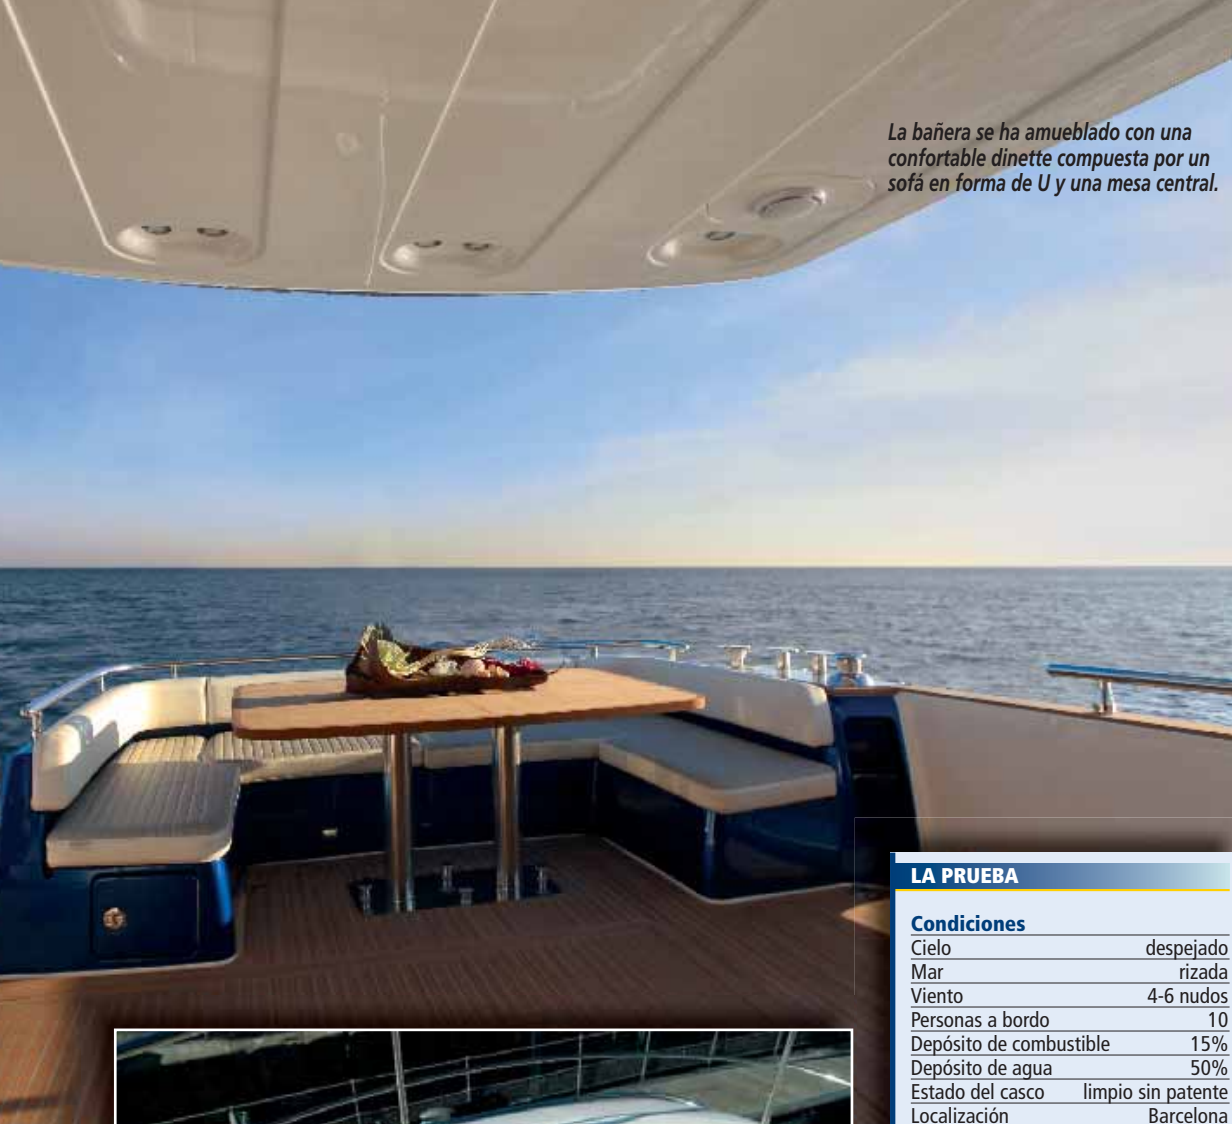 La bañera se ha amueblado con una
confortable dinette compuesta por un
sofá en forma de U y una mesa central.
LA PRUEBA
Condiciones
Cielo despejado
Mar rizada
Viento 4-6 nudos
Personas a bordo 10
Depósito de combustible 15%
Depósito de agua 50%
Estado del casco limpio sin patente
Localización Barcelona